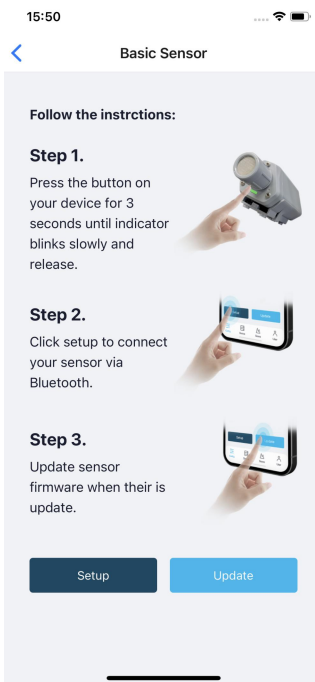 15:50
Basic Sensor
Follow the instrctions:
Step 1.
Press the button on
your device for 3
seconds until indicator
blinks slowly and
release.
Step 2.
Click setup to connect
your sensor via
Bluetooth.
Step 3.
Update sensor
firmware when their is
update.
Setup
Update